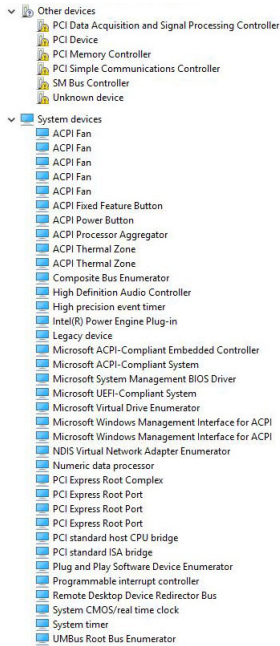 Other devices
PCI Data Acquisition and Signal Processing Controller
PCI Device
PCI Memory Controller
PCI Simple Communications Controller
SM Bus Controller
Unknown device
System devices
ACPI Fan
ACPI Fan
ACPI Fan
ACPI Fan
ACPI Fan
ACPI Fixed Feature Button
ACPI Power Button
ACPI Processor Aggregator
ACPI Thermal Zone
ACPI Thermal Zone
Composite Bus Enumerator
High Definition Audio Controller
High precision event timer
Intel(R) Power Engine Plug-in
Legacy device
Microsoft ACPI-Compliant Embedded Controller
Microsoft ACPI-Compliant System
Microsoft System Management BIOS Driver
Microsoft UEFI-Compliant System
Microsoft Virtual Drive Enumerator
Microsoft Windows Management Interface for ACPI
Microsoft Windows Management Interface for ACPI
NDIS Virtual Network Adapter Enumerator
Numeric data processor
PCI Express Root Complex
PCI Express Root Port
PCI Express Root Port
PCI Express Root Port
PCI standard host CPU bridge
PCI standard ISA bridge
Plug and Play Software Device Enumerator
Programmable interrupt controller
Remote Desktop Device Redirector Bus
System CMOS/real time clock
System timer
UMBus Root Bus Enumerator